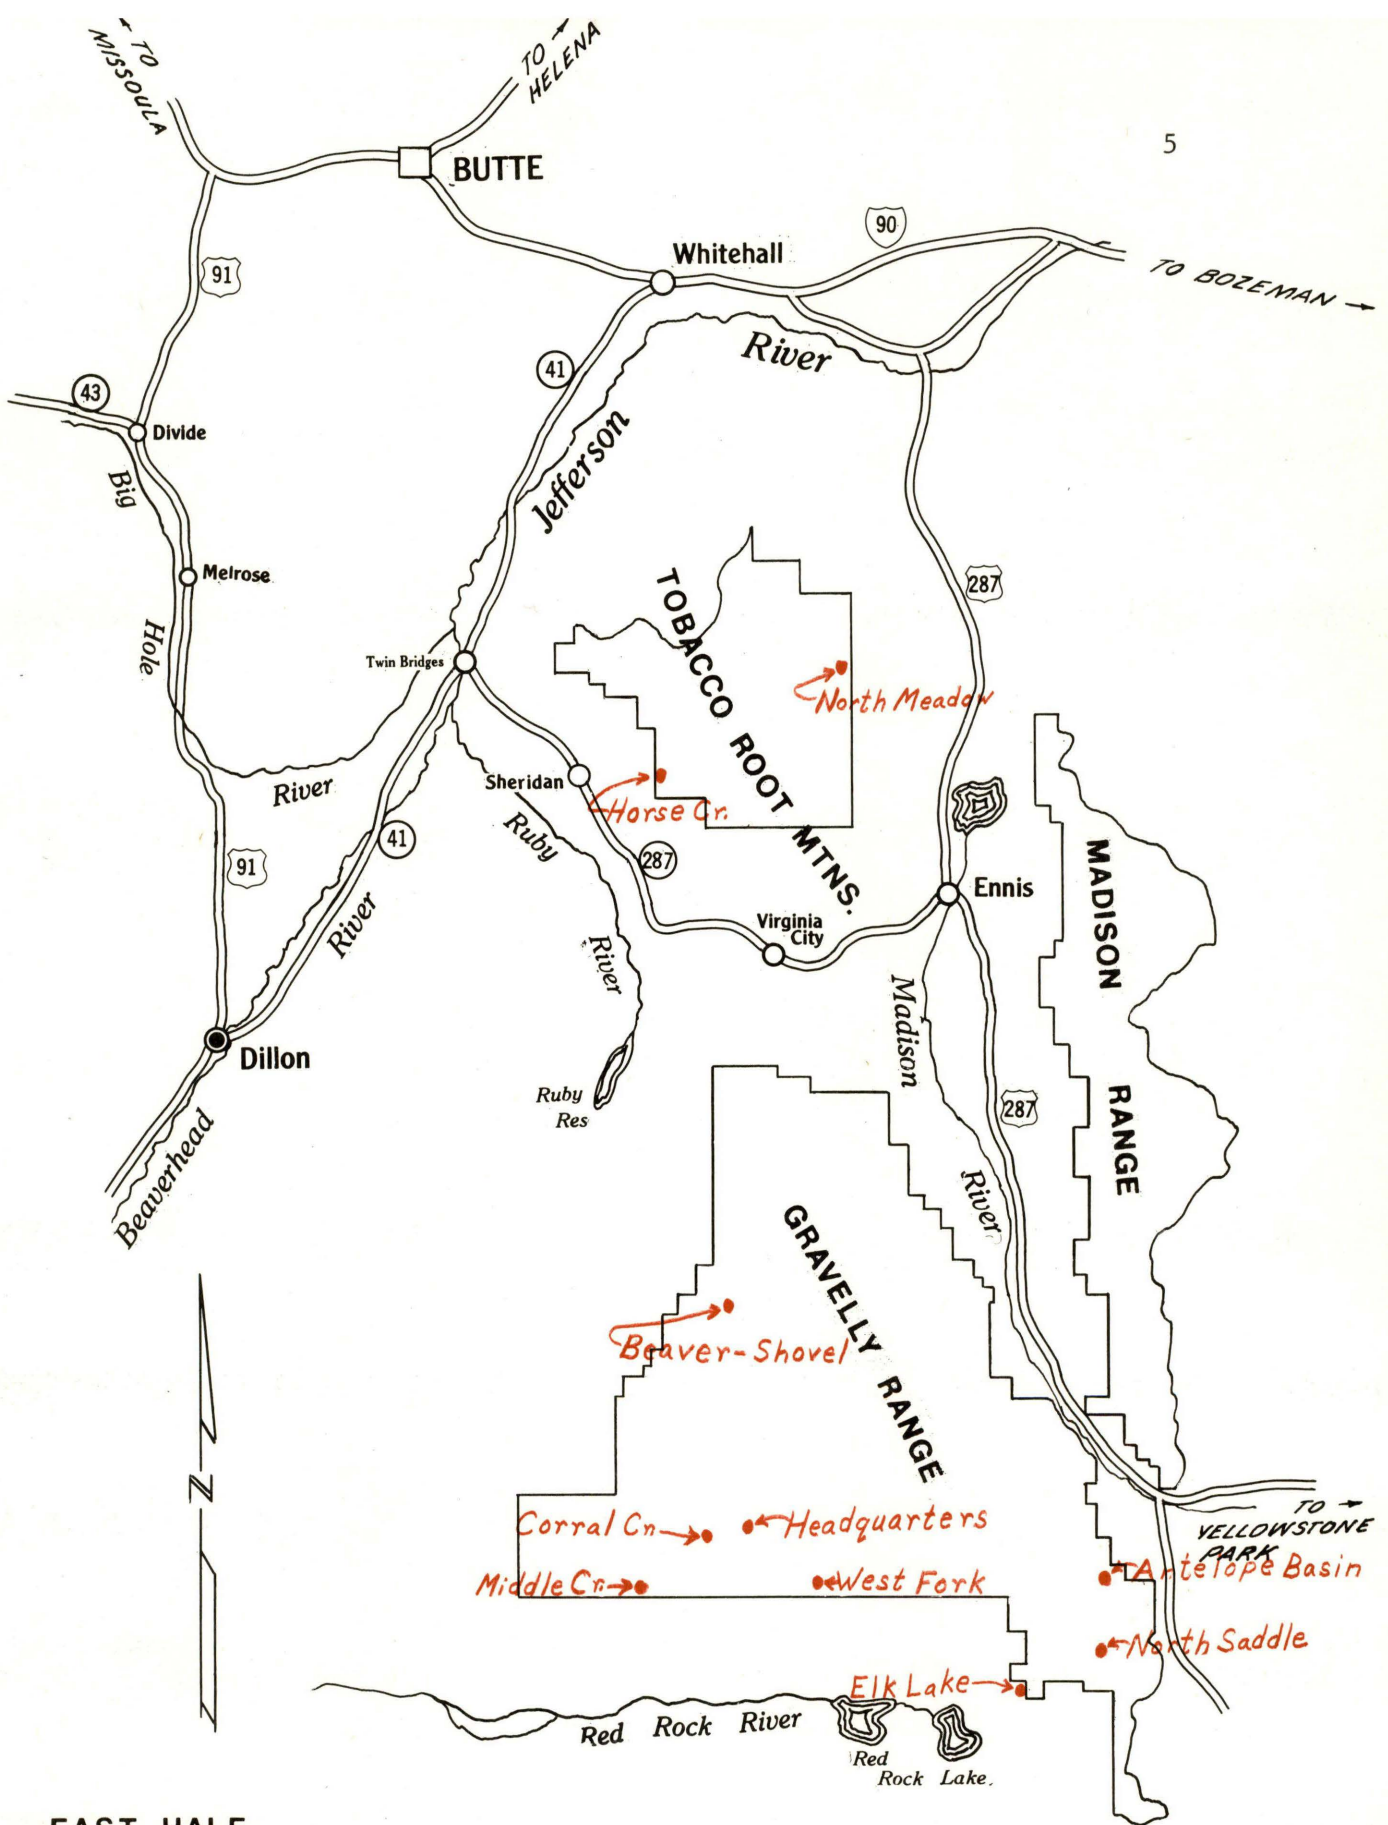 TO
MISSOULA
TO
HELENA
5
BUTTE
90
Whitehall
TO BOZEMAN
91
River
41
43
Divide
Jefferson
Big
Melrose
287
TOBACCO ROOT MTNS.
Hole
Twin Bridges
North Meadow
Sheridan
River
Horse Cr.
Ruby
41
287
91
MADISON
Ennis
Virginia
City
River
River
Madison
Dillon
Ruby
Res
287
RANGE
Beaverhead
River
GRAVELLY RANGE
Beaver-Shovel
N
Corral Cr.
Headquarters
TO
YELLOWSTONE
PARK
Middle Cr.
West Fork
Antelope Basin
North Saddle
Elk Lake
Red Rock River
Red
Rock Lake.
EAST HALF